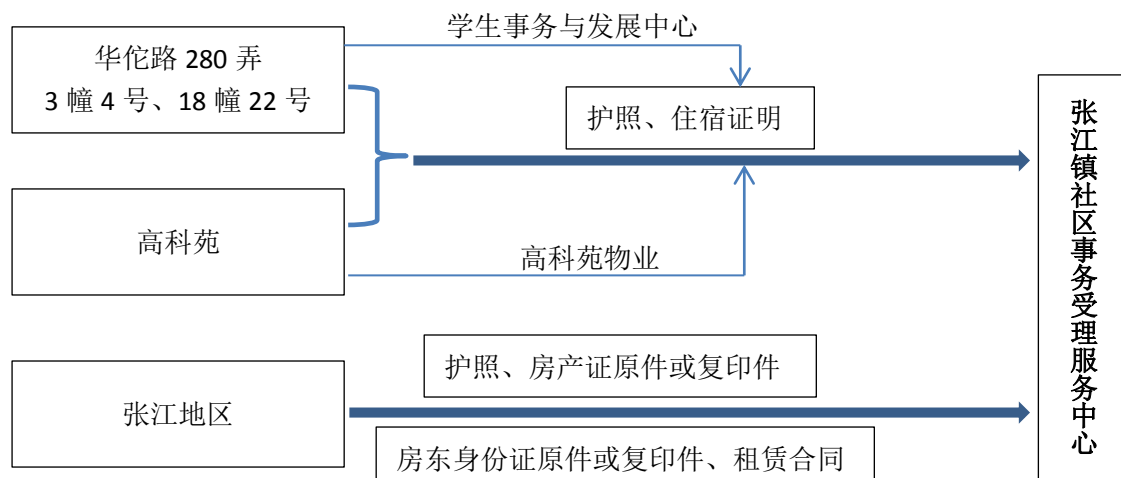 学生事务与发展中心
华佗路 280 弄
3 幢 4 号、18 幢 22 号
护照、住宿证明
高科苑
高科苑物业
护照、房产证原件或复印件
张江地区
房东身份证原件或复印件、租赁合同
张江镇社区事务受理服务中心